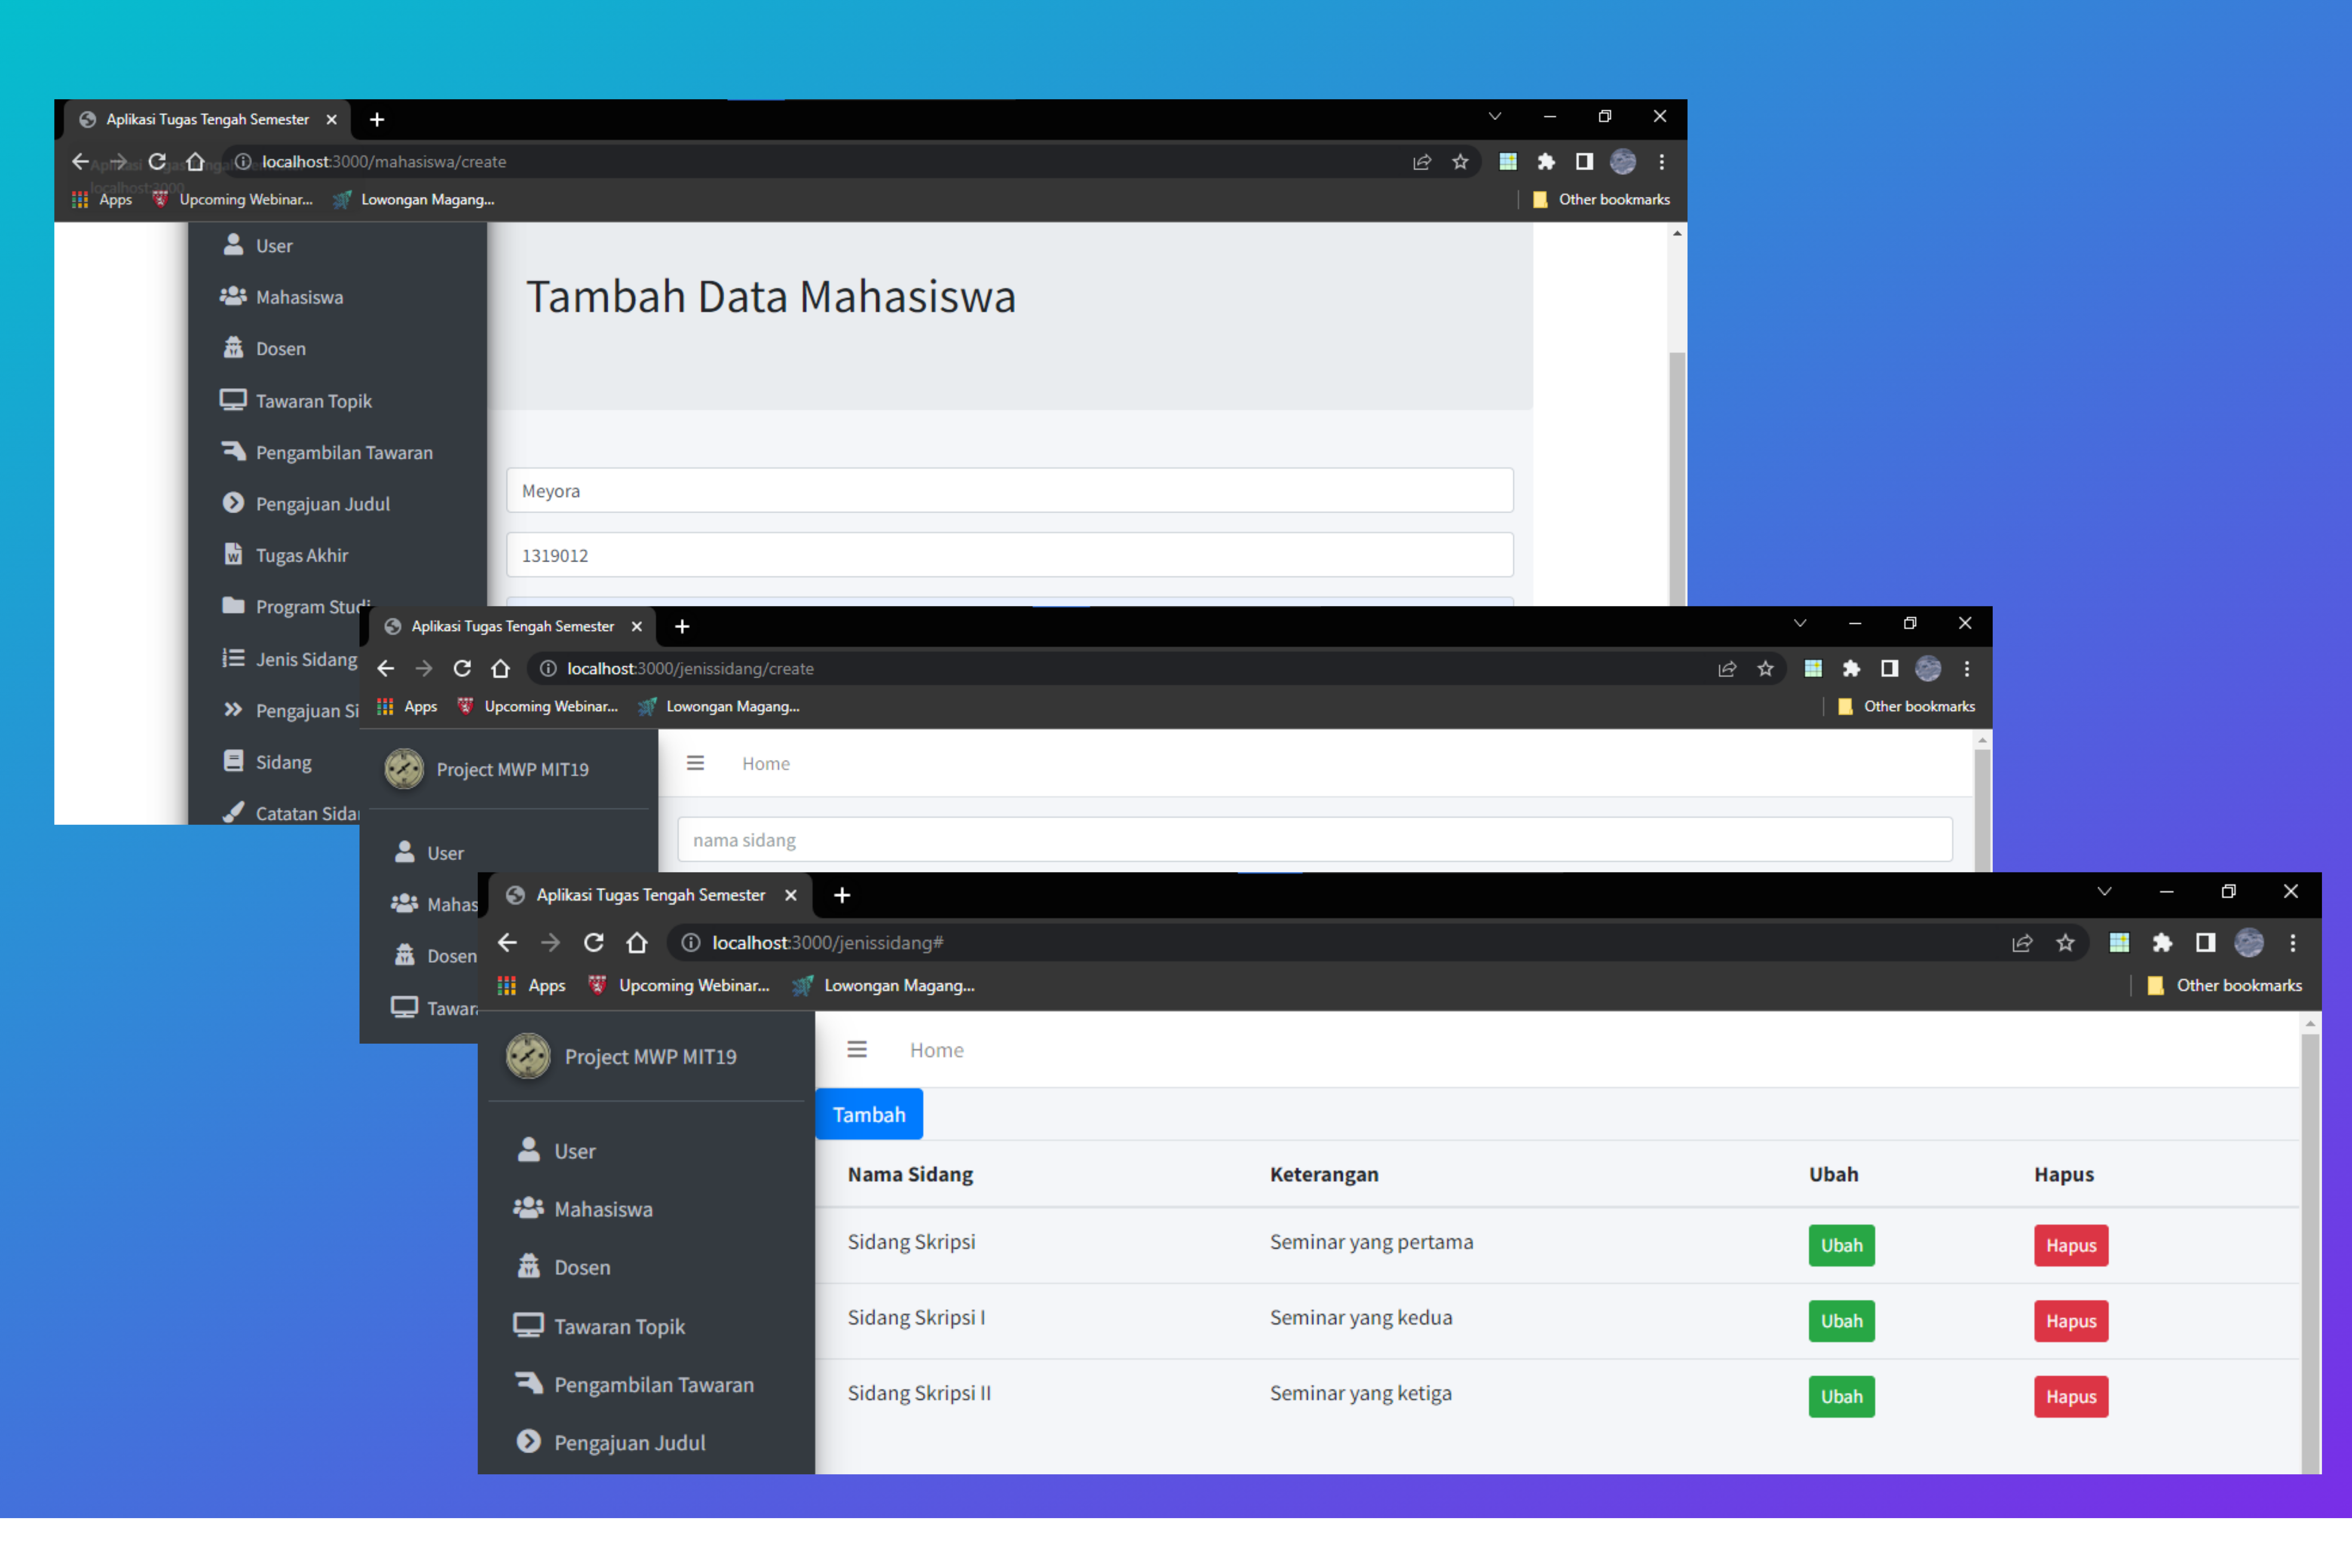 Aplikasi Tugas Tengah Semester
localhost:3000/mahasiswa/create
Aplikasi Tugas Tengah Semester
localhost:3000
Apps Upcoming Webinar... Lowongan Magang... Other bookmarks
User
Mahasiswa
Dosen
Tawaran Topik
Pengambilan Tawaran
Pengajuan Judul
Tugas Akhir
Program Studi
Jenis Sidang
Pengajuan Si
Sidang
Catatan Sida
Tambah Data Mahasiswa
Meyora
1319012
Aplikasi Tugas Tengah Semester
localhost:3000/jenissidang/create
Apps Upcoming Webinar... Lowongan Magang... Other bookmarks
Project MWP MIT19
Home
nama sidang
User
Mahas
Dosen
Tawar
Aplikasi Tugas Tengah Semester
localhost:3000/jenissidang#
Apps Upcoming Webinar... Lowongan Magang... Other bookmarks
Project MWP MIT19
Home
User
Mahasiswa
Dosen
Tawaran Topik
Pengambilan Tawaran
Pengajuan Judul
Tambah
Nama Sidang Keterangan Ubah Hapus
Sidang Skripsi Seminar yang pertama Ubah Hapus
Sidang Skripsi I Seminar yang kedua Ubah Hapus
Sidang Skripsi II Seminar yang ketiga Ubah Hapus